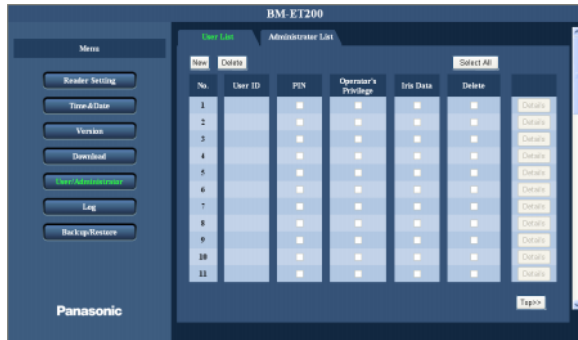 BM-ET200
Menu
Reader Setting
Time&Date
Version
Download
User/Administrator
Log
Backup/Restore
Panasonic
User List Administrator List
New Delete Select All
No. User ID PIN Operator's Privilege Iris Data Delete
1 Details
2 Details
3 Details
4 Details
5 Details
6 Details
7 Details
8 Details
9 Details
10 Details
11 Details
Top>>